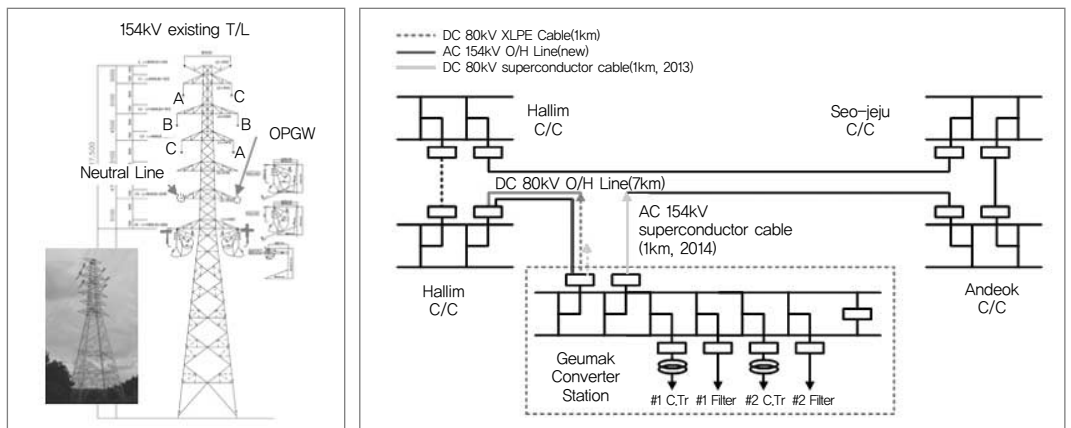 154kV existing T/L
A
C
B
B
C
A
OPGW
Neutral Line
DC 80kV XLPE Cable(1km)
AC 154kV O/H Line(new)
DC 80kV superconductor cable(1km, 2013)
Hallim
C/C
Seo-jeju
C/C
DC 80kV O/H Line(7km)
AC 154kV
superconductor cable
(1km, 2014)
Hallim
C/C
Andeok
C/C
Geumak
Converter
Station
#1 C.Tr
#1 Filter
#2 C.Tr
#2 Filter